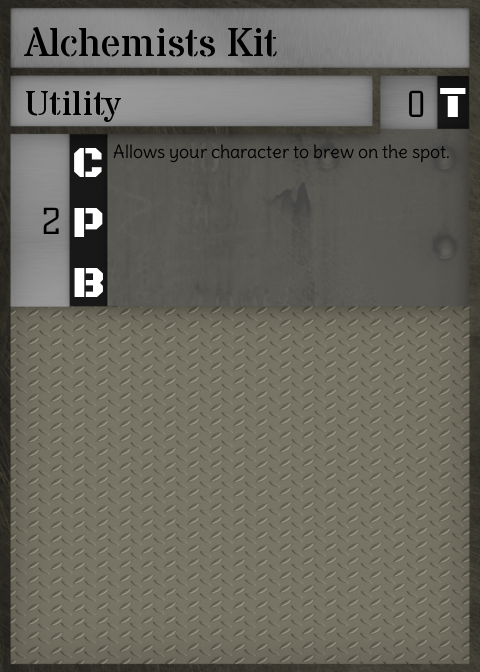 Alchemists Kit
Utility
0 T
C
Allows your character to brew on the spot.
2 P
B